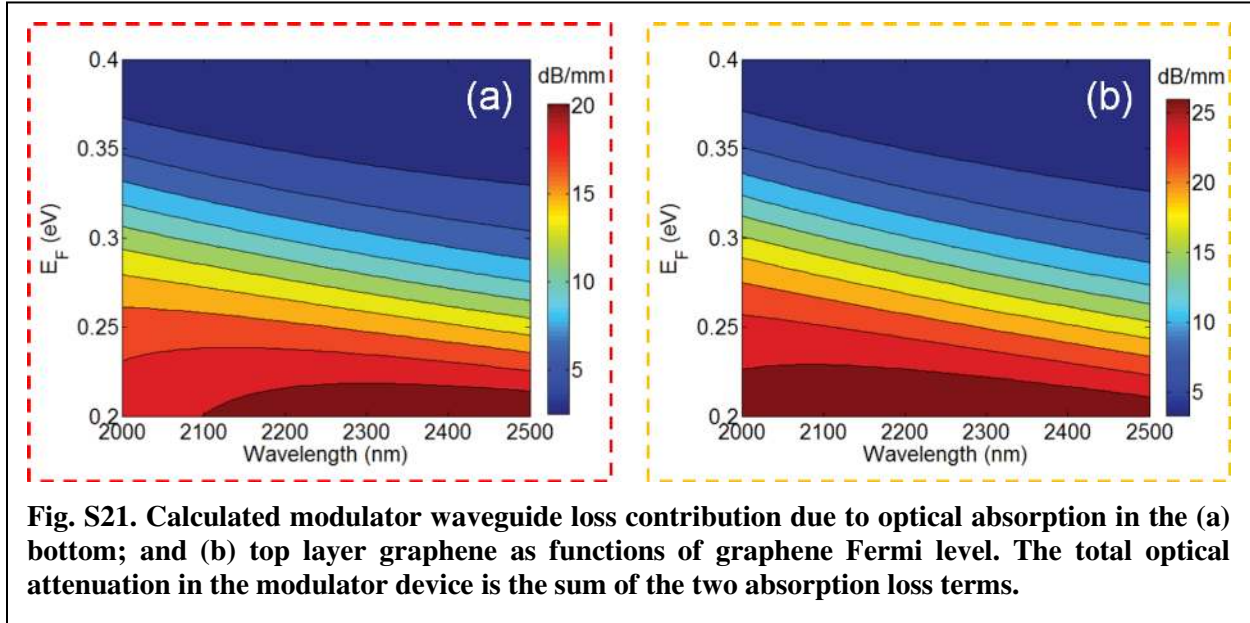 (a)
dB/mm
20
15
10
5
0.4
0.35
0.3
0.25
0.2
E_F (eV)
2000 2100 2200 2300 2400 2500
Wavelength (nm)
(b)
dB/mm
25
20
15
10
5
0.4
0.35
0.3
0.25
0.2
E_F (eV)
2000 2100 2200 2300 2400 2500
Wavelength (nm)
Fig. S21. Calculated modulator waveguide loss contribution due to optical absorption in the (a)
bottom; and (b) top layer graphene as functions of graphene Fermi level. The total optical
attenuation in the modulator device is the sum of the two absorption loss terms.